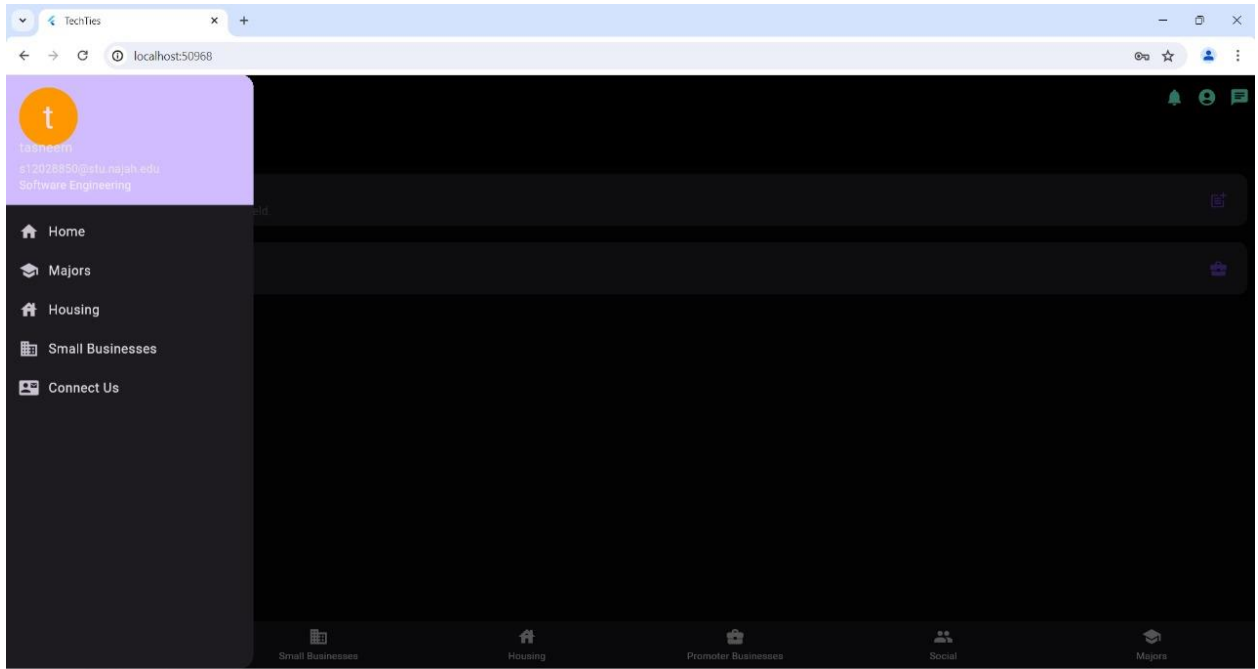 TechTies
localhost:50968
t
tasneem
s12028850@stu.najah.edu
Software Engineering
eld.
Home
Majors
Housing
Small Businesses
Connect Us
Small Businesses
Housing
Promoter Businesses
Social
Majors